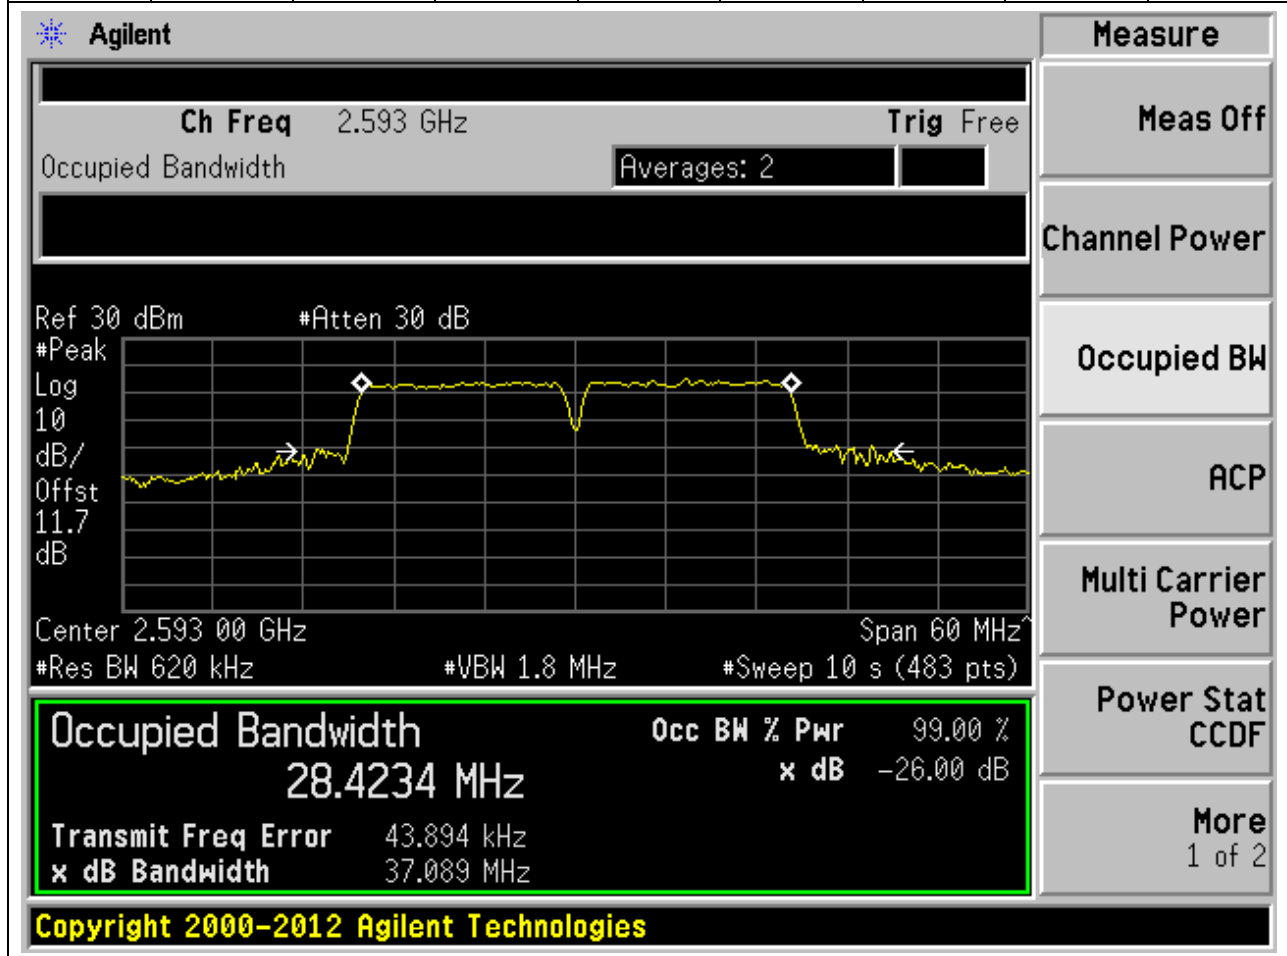 Agilent
Measure
Ch Freq 2.593 GHz Trig Free
Meas Off
Occupied Bandwidth Averages: 2
Channel Power
Ref 30 dBm #Atten 30 dB
#Peak
Log
10
dB/
Offst
11.7
dB
Occupied BW
ACP
Multi Carrier
Power
Center 2.593 00 GHz Span 60 MHz^
#Res BW 620 kHz #VBW 1.8 MHz #Sweep 10 s (483 pts)
Power Stat
CCDF
Occupied Bandwidth Occ BW % Pwr 99.00 %
28.4234 MHz x dB -26.00 dB
Transmit Freq Error 43.894 kHz
x dB Bandwidth 37.089 MHz
More
1 of 2
Copyright 2000-2012 Agilent Technologies